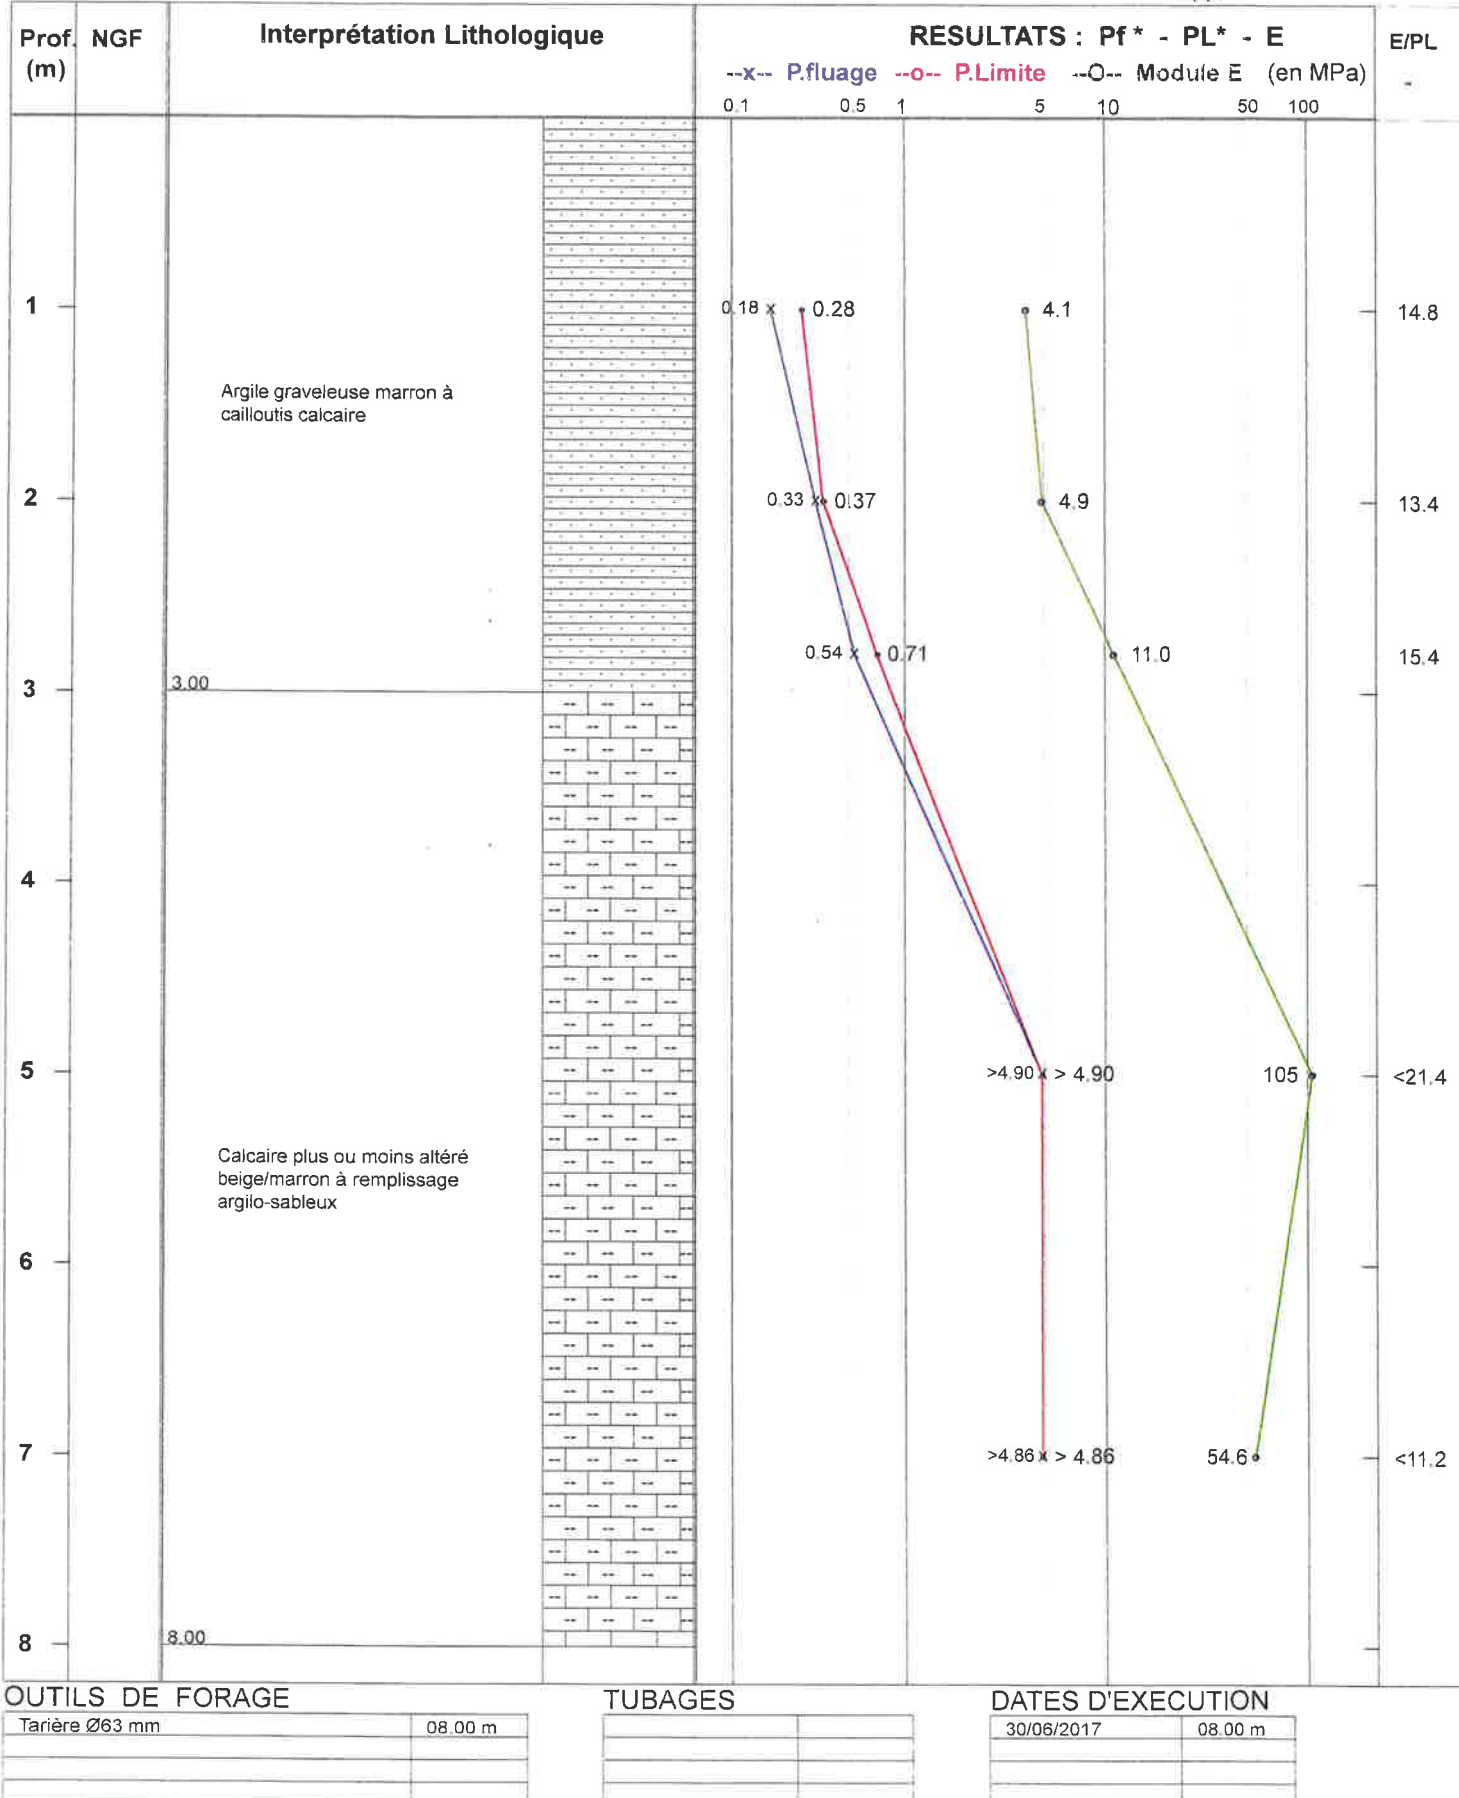 Prof. NGF Interprétation Lithologique RESULTATS : Pf* - PL* - E E/PL
(m) --x-- P.fluage --o-- P.Limite --O-- Module E (en MPa) -
0.1 0.5 1 5 10 50 100
1 0.18 0.28 4.1 14.8
Argile graveleuse marron à
cailloutis calcaire
2 0.33 0.37 4.9 13.4
0.54 0.71 11.0 15.4
3 3.00
4
5 >4.90 > 4.90 105 <21.4
Calcaire plus ou moins altéré
beige/marron à remplissage
argilo-sableux
6
7 >4.86 > 4.86 54.6 <11.2
8 8.00
OUTILS DE FORAGE TUBAGES DATES D'EXECUTION
Tarière Ø63 mm 08.00 m 30/06/2017 08.00 m